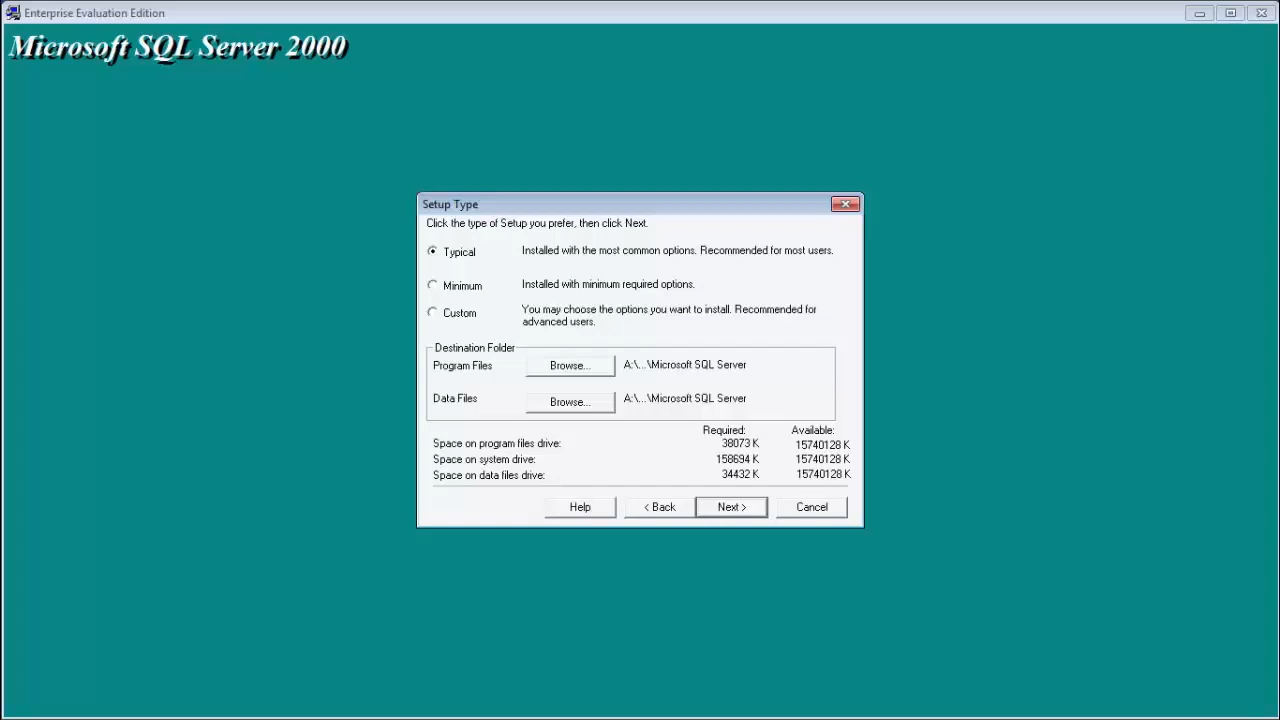 Enterprise Evaluation Edition
Microsoft SQL Server 2000
Setup Type
Click the type of Setup you prefer, then click Next.
Typical Installed with the most common options. Recommended for most users.
Minimum Installed with minimum required options.
Custom You may choose the options you want to install. Recommended for
advanced users.
Destination Folder
Program Files Browse... A:\...\Microsoft SQL Server
Data Files Browse... A:\...\Microsoft SQL Server
Required: Available:
Space on program files drive: 38073 K 15740128 K
Space on system drive: 158694 K 15740128 K
Space on data files drive: 34432 K 15740128 K
Help < Back Next > Cancel